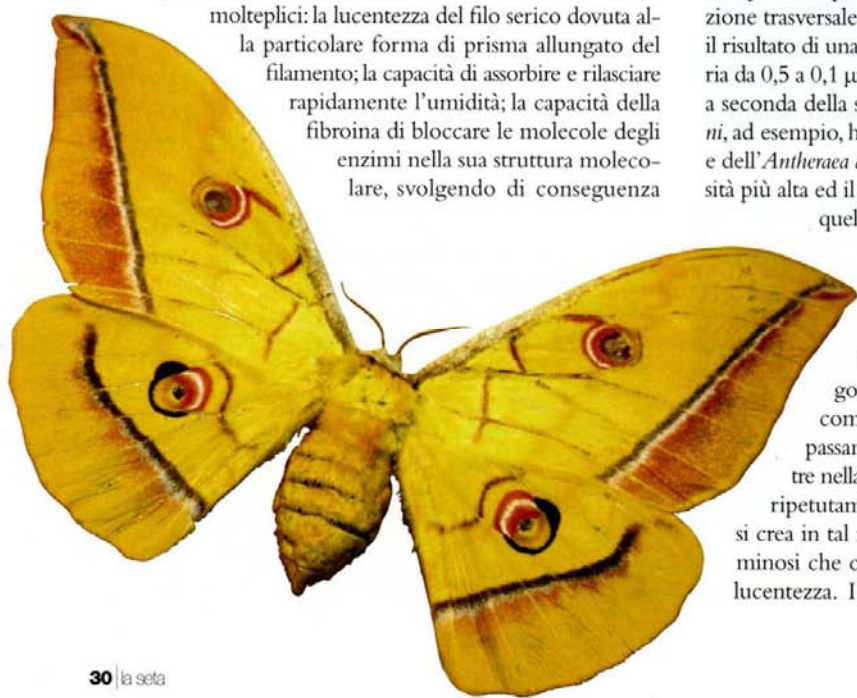 molteplici: la lucentezza del filo serico dovuta al-
la particolare forma di prisma allungato del
filamento; la capacità di assorbire e rilasciare
rapidamente l'umidità; la capacità della
fibroina di bloccare le molecole degli
enzimi nella sua struttura moleco-
lare, svolgendo di conseguenza
zione trasversale
il risultato di una
ria da 0,5 a 0,1 μ
a seconda della s
ni, ad esempio, h
e dell'Antheraea
sità più alta ed il
quel
go
com
passar
tre nella
ripetutam
si crea in tal
minosi che c
lucentezza. I
30 | la seta